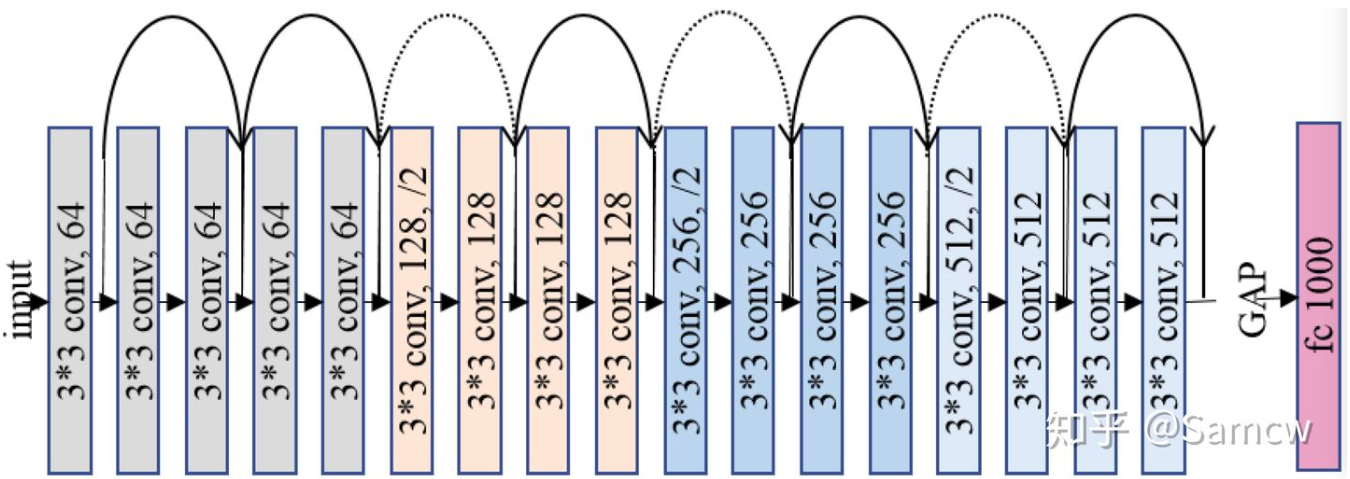 input
3*3 conv, 64
3*3 conv, 64
3*3 conv, 64
3*3 conv, 64
3*3 conv, 64
3*3 conv, 128, /2
3*3 conv, 128
3*3 conv, 128
3*3 conv, 128
3*3 conv, 256, /2
3*3 conv, 256
3*3 conv, 256
3*3 conv, 256
3*3 conv, 512, /2
3*3 conv, 512
3*3 conv, 512
3*3 conv, 512
GAP
fc 1000
知乎 @Samcw